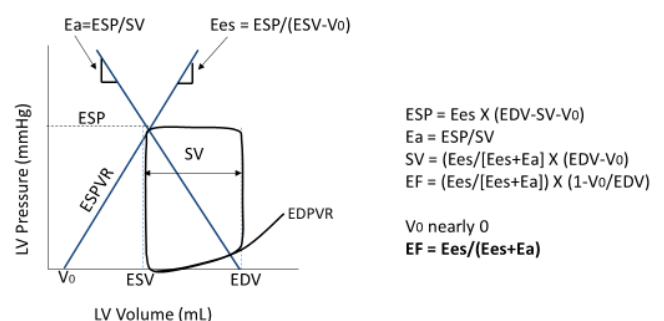 Ea=ESP/SV
Ees = ESP/(ESV-V0)
ESP
SV
ESPVR
EDPVR
V0
ESV
EDV
LV Pressure (mmHg)
LV Volume (mL)
ESP = Ees X (EDV-SV-V0)
Ea = ESP/SV
SV = (Ees/[Ees+Ea] X (EDV-V0)
EF = (Ees/[Ees+Ea]) X (1-V0/EDV)
V0 nearly 0
EF = Ees/(Ees+Ea)